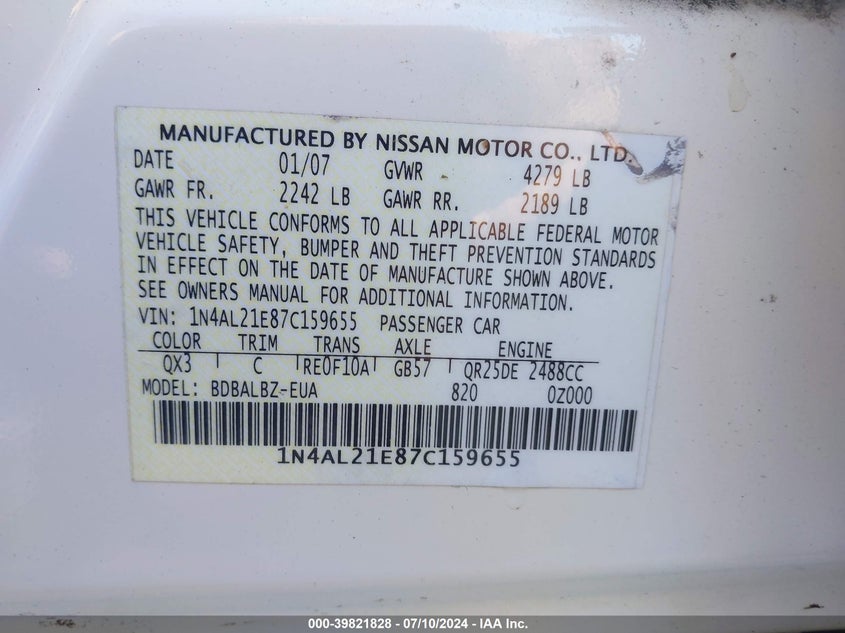 MANUFACTURED BY NISSAN MOTOR CO., LTD.
DATE 01/07 GVWR 4279 LB
GAWR FR. 2242 LB GAWR RR. 2189 LB
THIS VEHICLE CONFORMS TO ALL APPLICABLE FEDERAL MOTOR
VEHICLE SAFETY, BUMPER AND THEFT PREVENTION STANDARDS
IN EFFECT ON THE DATE OF MANUFACTURE SHOWN ABOVE.
SEE OWNERS MANUAL FOR ADDITIONAL INFORMATION.
VIN: 1N4AL21E87C159655 PASSENGER CAR
COLOR TRIM TRANS AXLE ENGINE
QX3 C RE0F10A GB57 QR25DE 2488CC
MODEL: BDBALBZ-EUA 820 0Z000
1N4AL21E87C159655
000-39821828 - 07/10/2024 - IAA Inc.